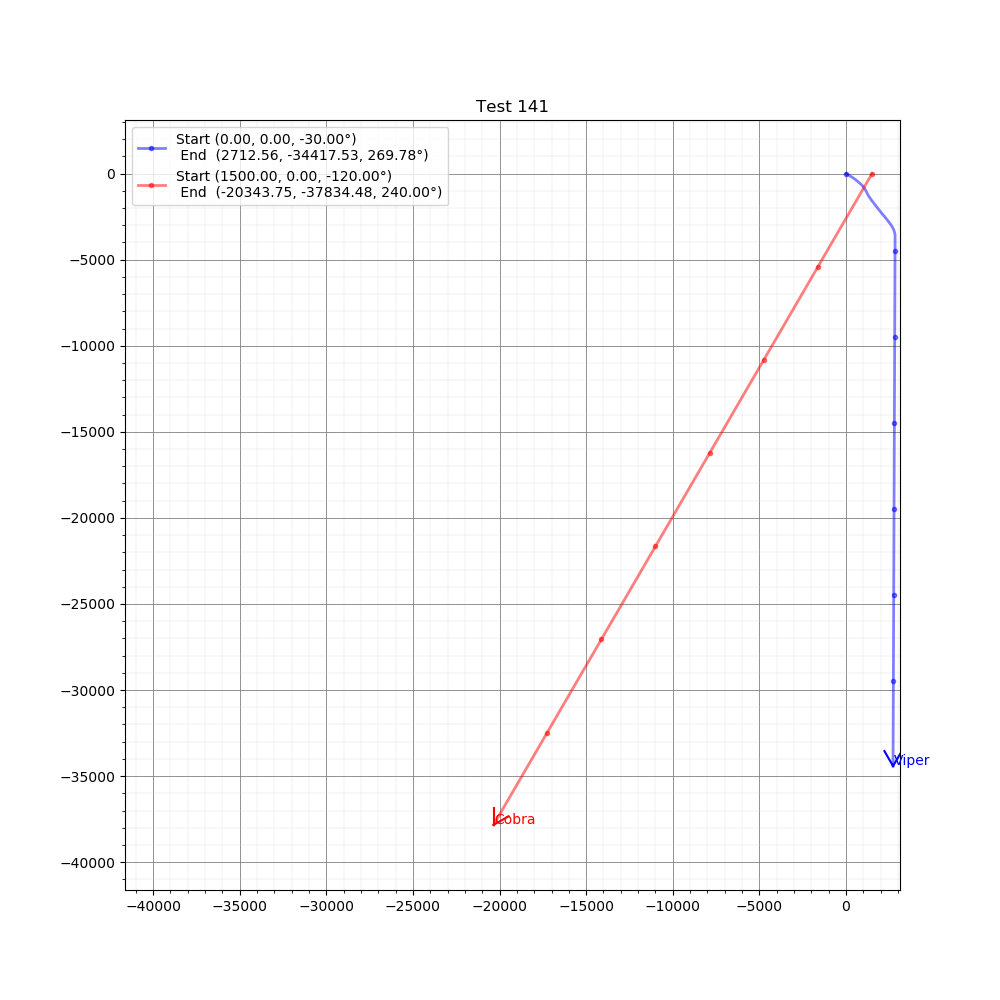 Test 141
Start (0.00, 0.00, -30.00°)
End  (2712.56, -34417.53, 269.78°)
Start (1500.00, 0.00, -120.00°)
End  (-20343.75, -37834.48, 240.00°)
0
−5000
−10000
−15000
−20000
−25000
−30000
−35000
−40000
Viper
Cobra
−40000 −35000 −30000 −25000 −20000 −15000 −10000 −5000 0